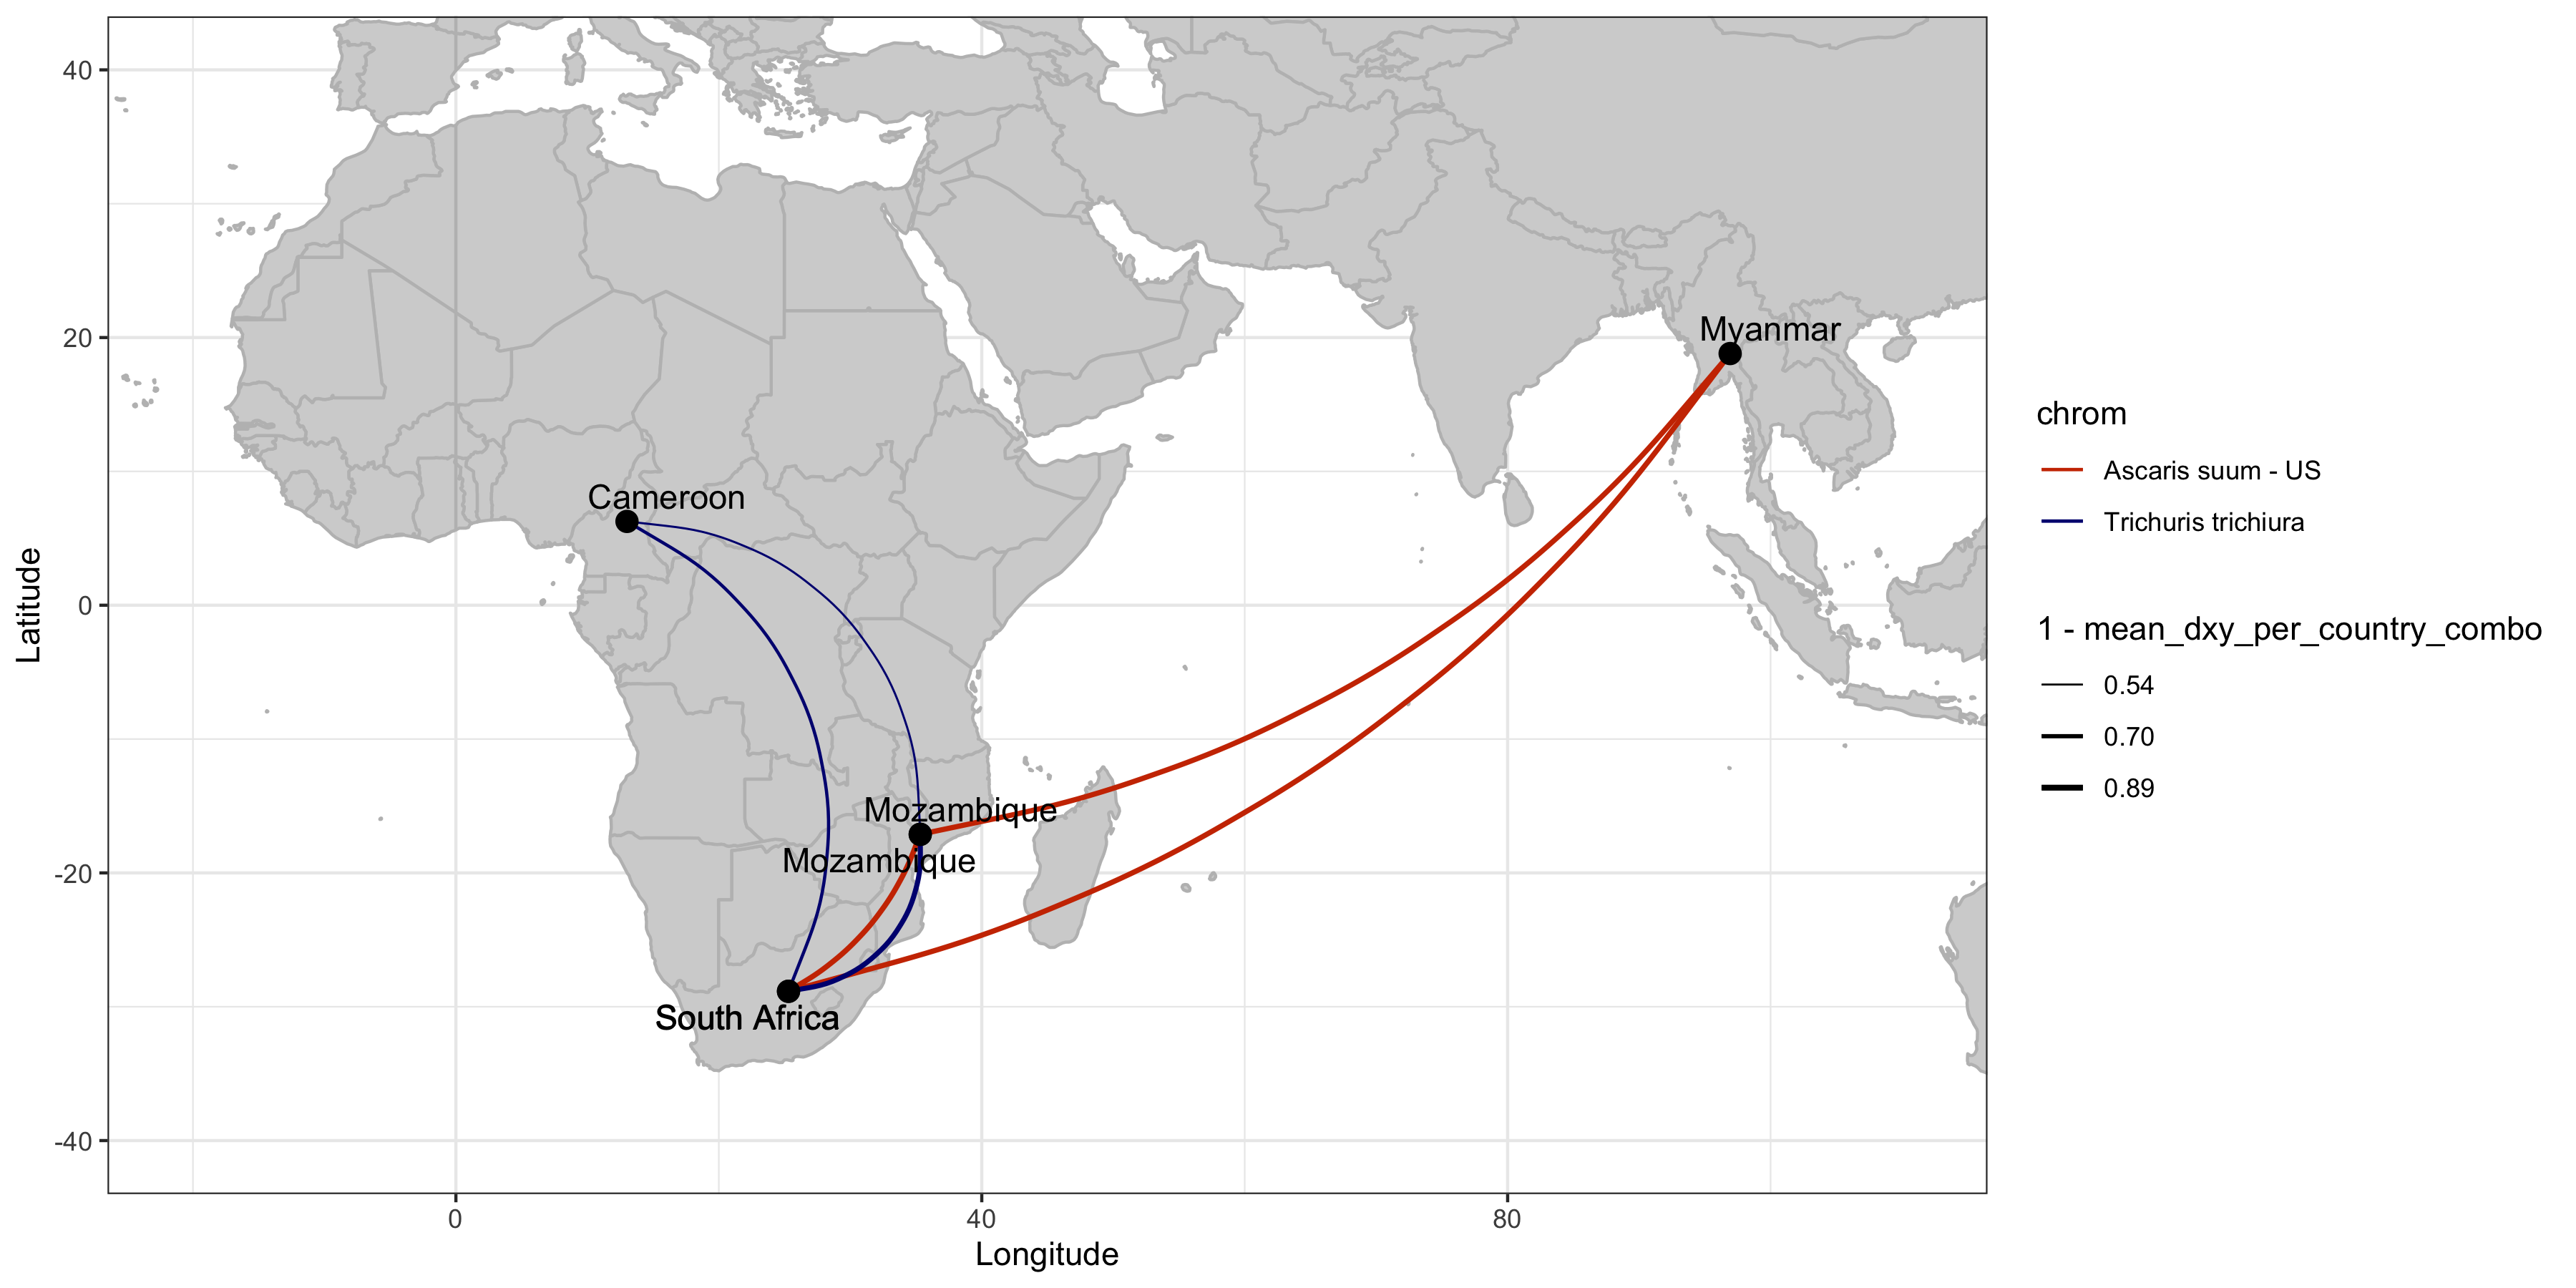 40
20
0
-20
-40
Latitude
Myanmar
Cameroon
Mozambique
Mozambique
South Africa
0
40
80
Longitude
chrom
Ascaris suum - US
Trichuris trichiura
1 - mean_dxy_per_country_combo
0.54
0.70
0.89